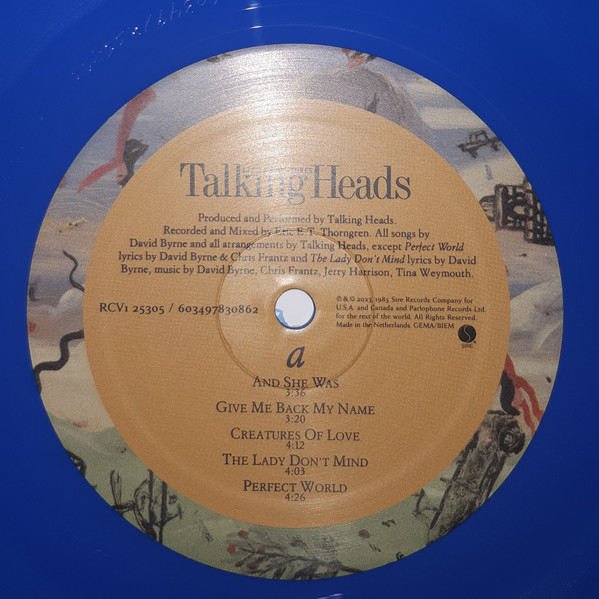 Talking Heads
Produced and Performed by Talking Heads.
Recorded and Mixed by Eric E.T. Thorngren. All songs by
David Byrne and all arrangements by Talking Heads, except Perfect World
lyrics by David Byrne & Chris Frantz and The Lady Don't Mind lyrics by David
Byrne, music by David Byrne, Chris Frantz, Jerry Harrison, Tina Weymouth.
RCV1 25305 / 603497830862
℗ & © 2023, 1985 Sire Records Company for
U.S.A. and Canada and Parlophone Records Ltd.
for the rest of the world. All Rights Reserved.
Made in the Netherlands. GEMA/BIEM
SIRE
a
And She Was
3:36
Give Me Back My Name
3:20
Creatures Of Love
4:12
The Lady Don't Mind
4:03
Perfect World
4:26